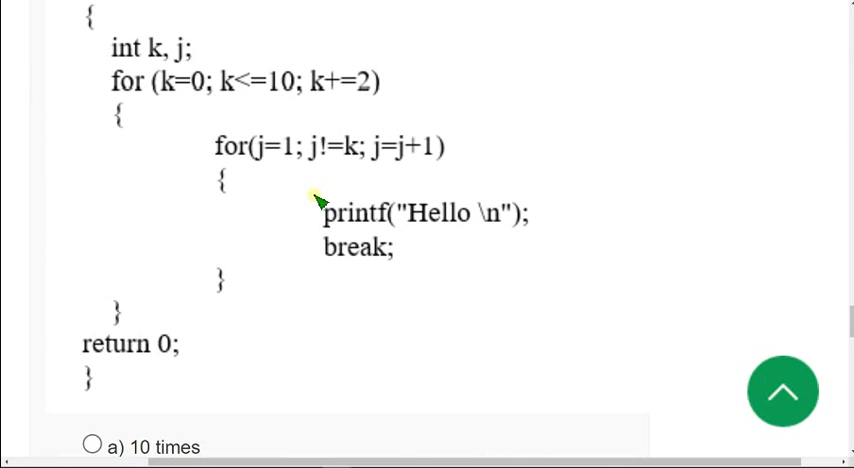 {
int k, j;
for (k=0; k<=10; k+=2)
{
for(j=1; j!=k; j=j+1)
{
printf("Hello \n");
break;
}
}
return 0;
}
a) 10 times